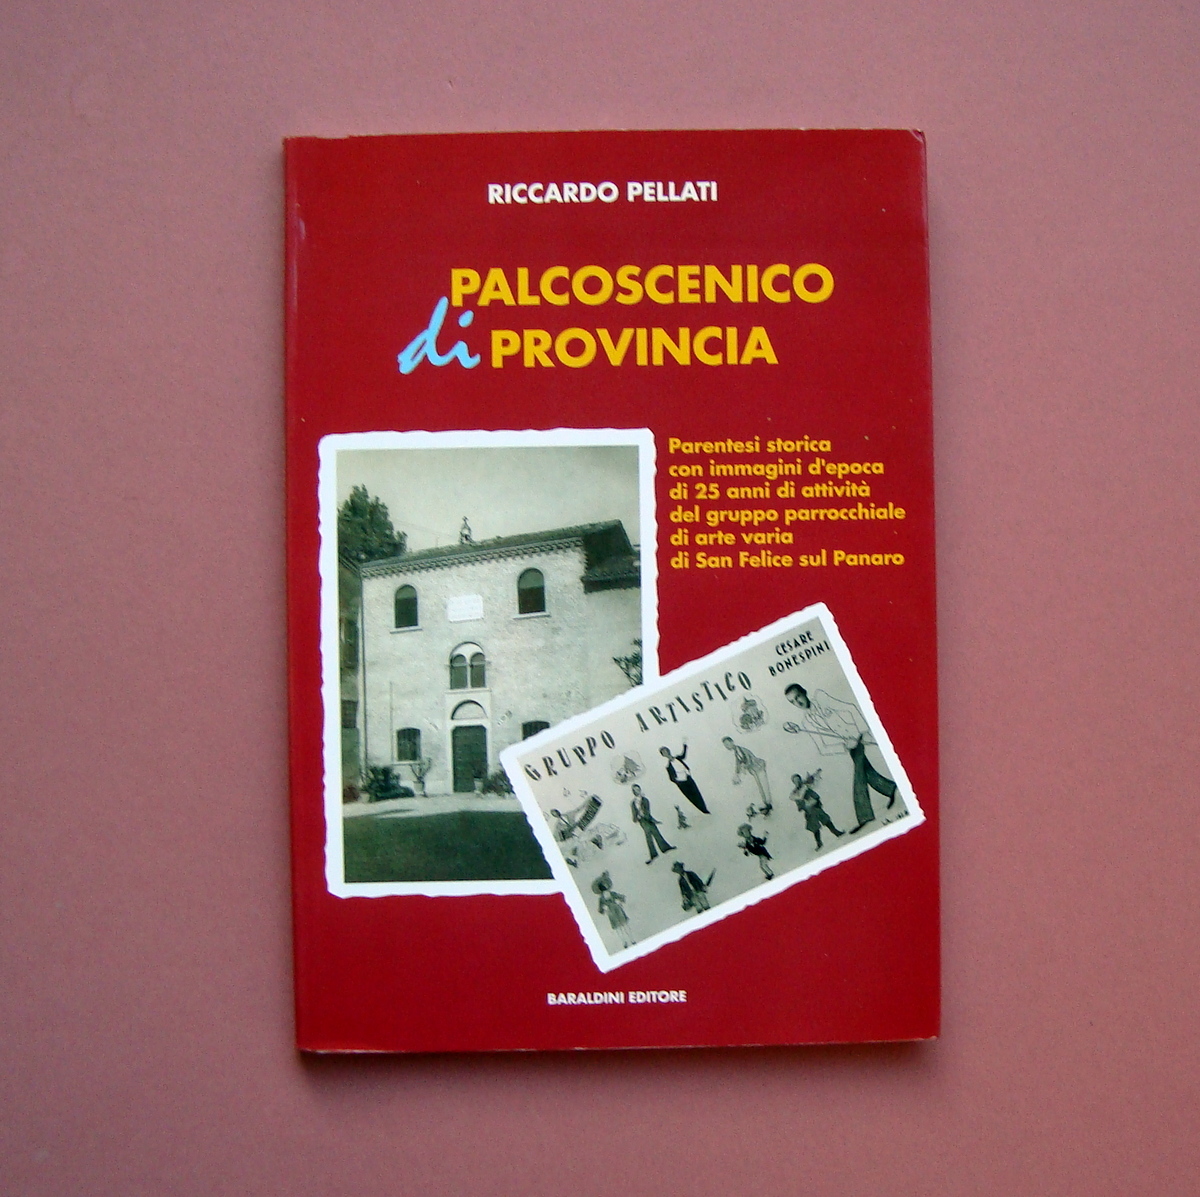 RICCARDO PELLATI
PALCOSCENICO
di PROVINCIA
Parentesi storica
con immagini d'epoca
di 25 anni di attività
del gruppo parrocchiale
di arte varia
di San Felice sul Panaro
GRUPPO ARTISTICO
CESARE
BONESPINI
BARALDINI EDITORE